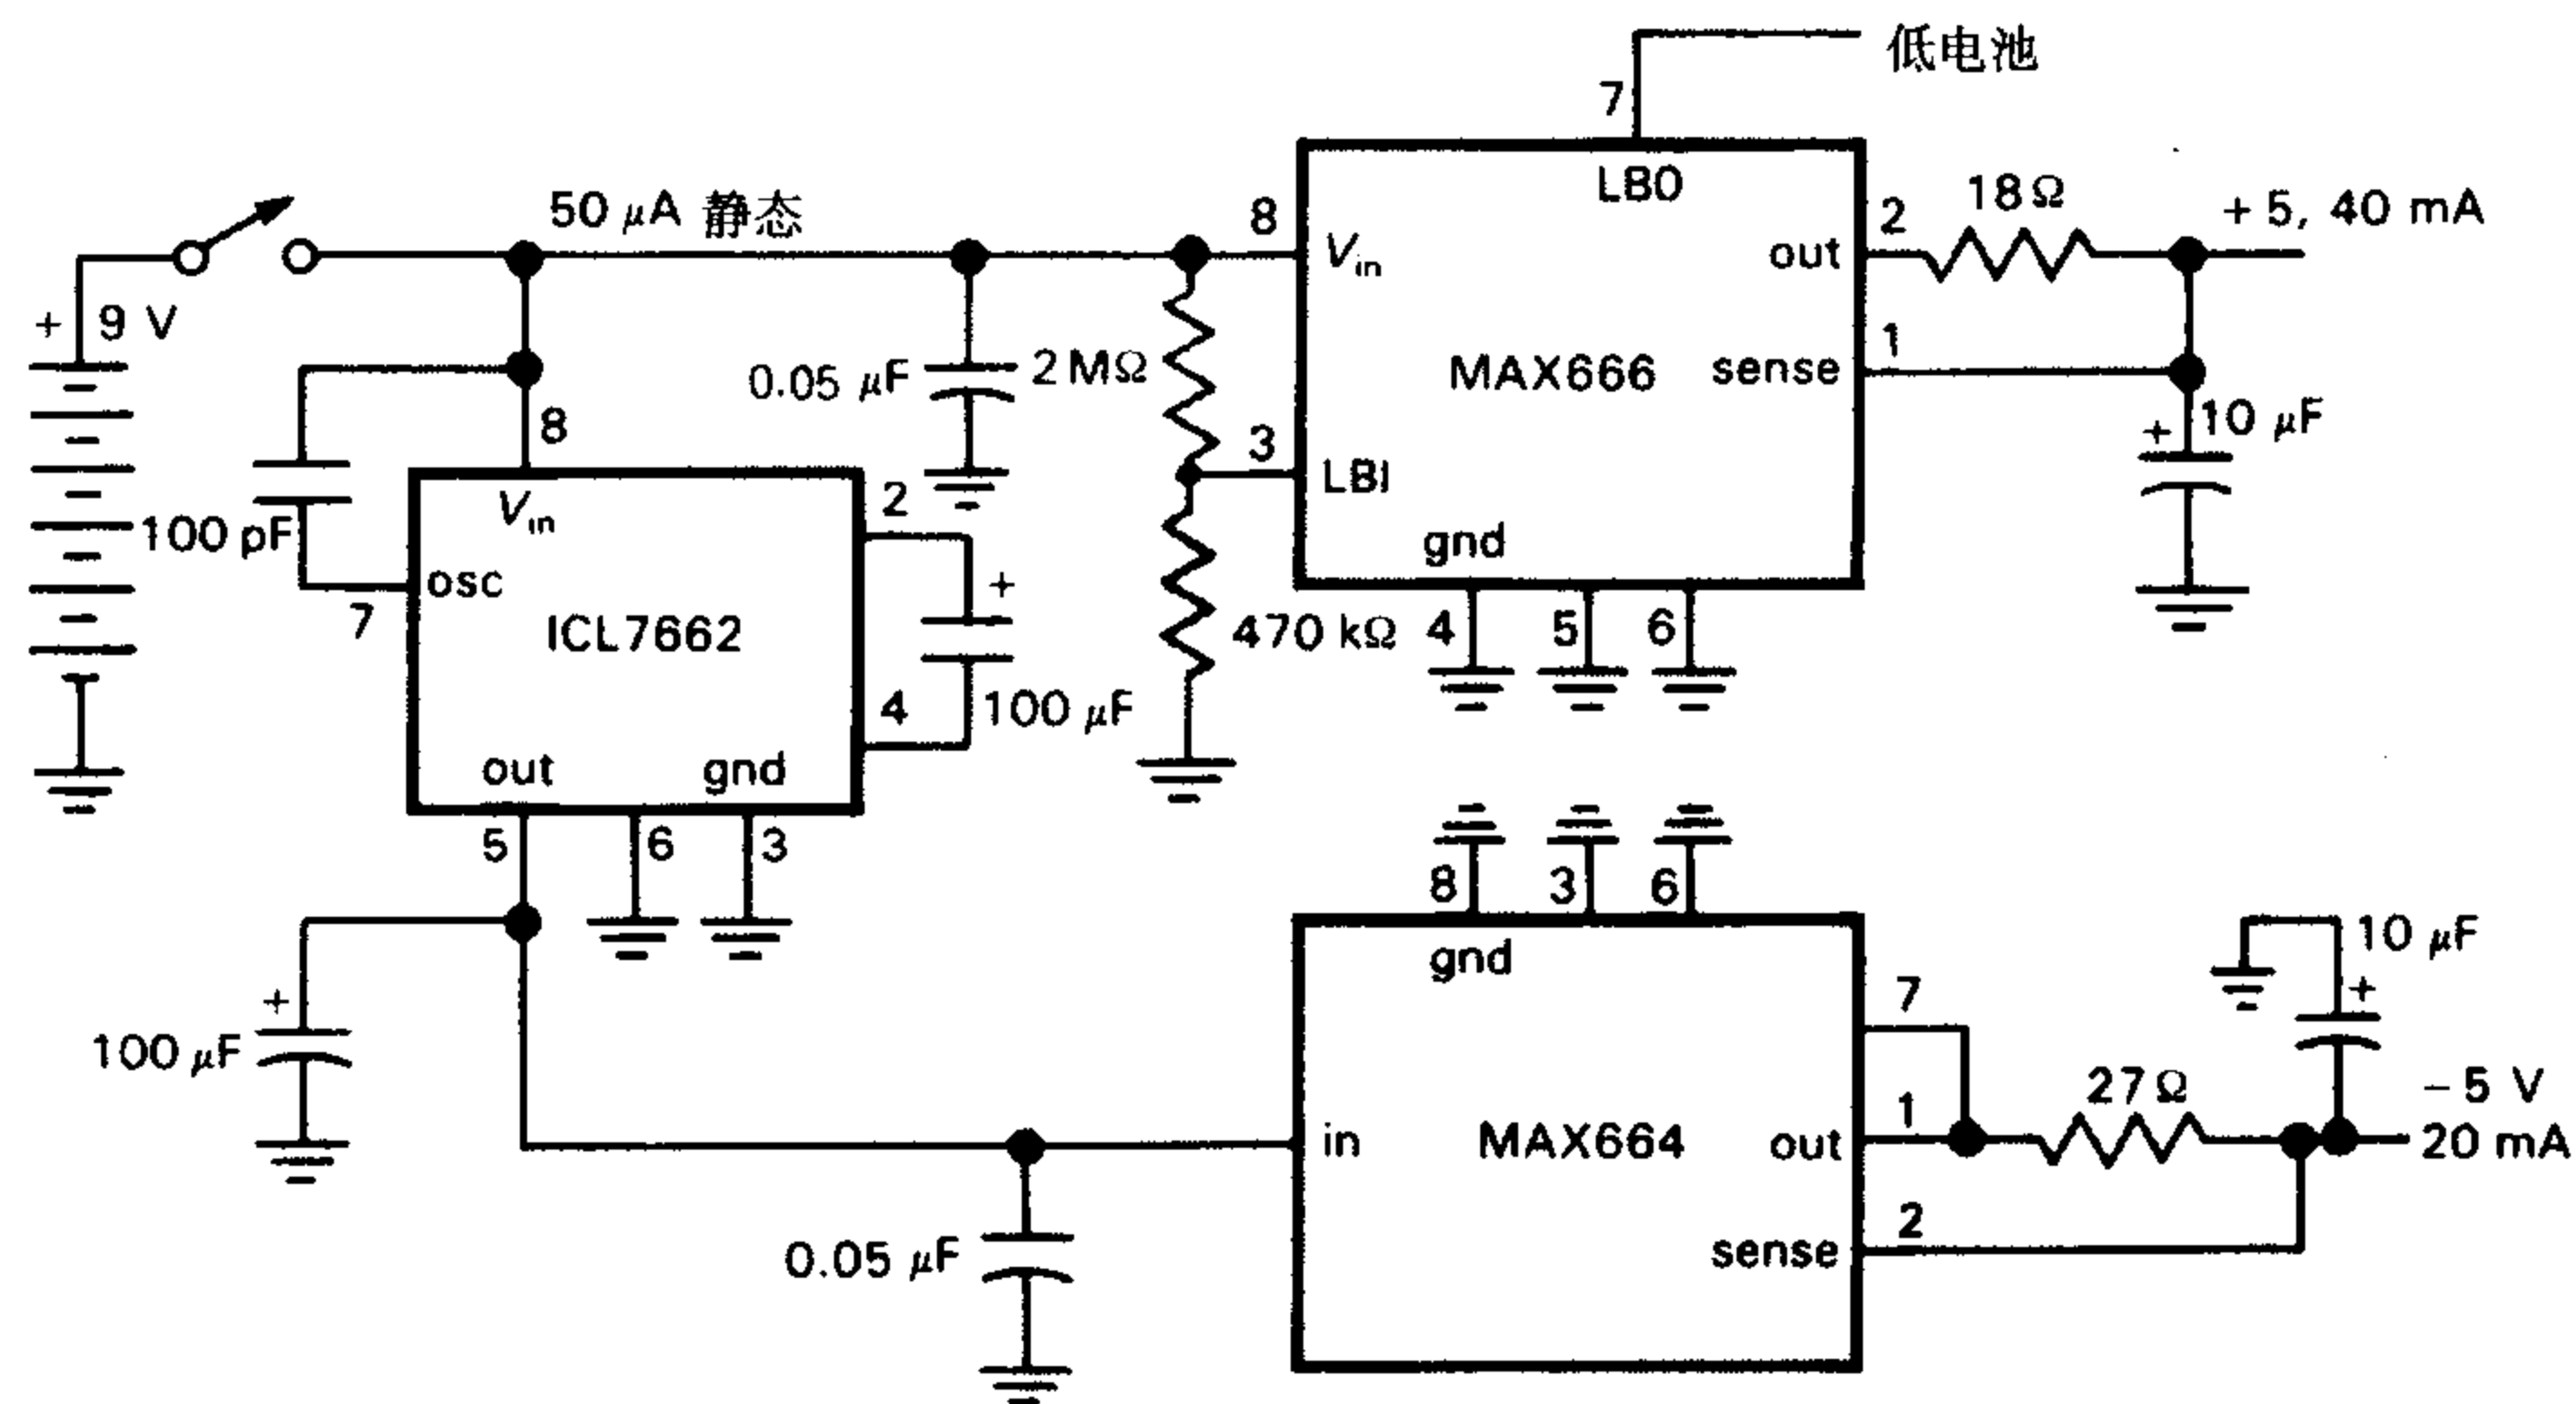 低电池
7
LBO
50 μA 静态
8
V_in
2
out
18 Ω
+ 5, 40 mA
+ 9 V
0.05 μF
2 MΩ
MAX666
sense
1
+ 10 μF
8
3
LBI
100 pF
V_in
2
gnd
osc
7
ICL7662
+
470 kΩ
4
5
6
4
100 μF
out
gnd
5
6
3
8
3
6
gnd
10 μF
+
7
+
100 μF
27 Ω
− 5 V
in
MAX664
1
out
20 mA
0.05 μF
2
sense